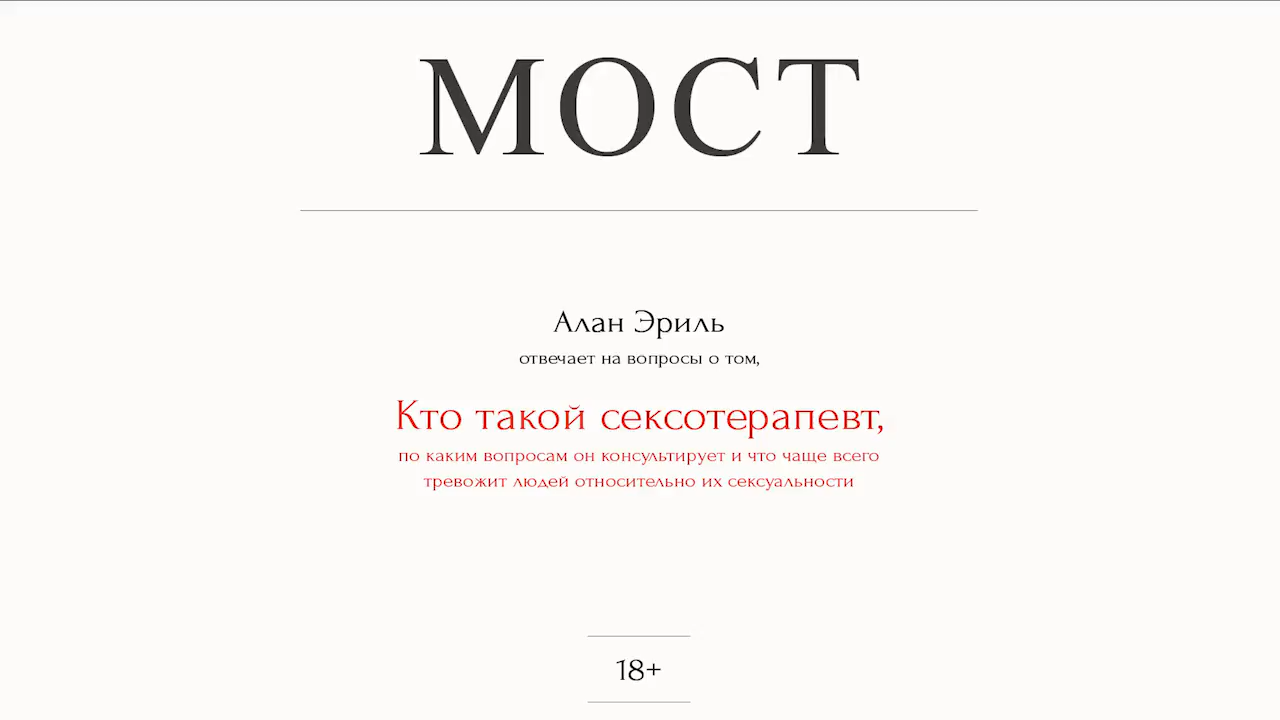 МОСТ
Алан Эриль
отвечает на вопросы о том,
Кто такой сексотерапевт,
по каким вопросам он консультирует и что чаще всего
тревожит людей относительно их сексуальности
18+